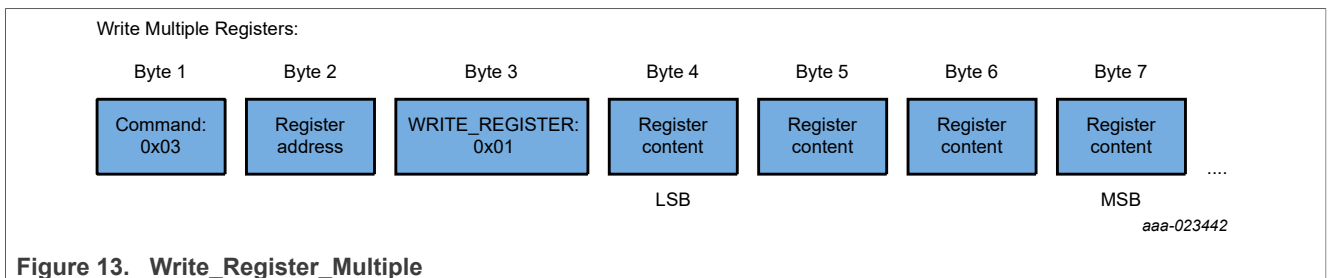 Write Multiple Registers:
Byte 1 Byte 2 Byte 3 Byte 4 Byte 5 Byte 6 Byte 7
Command: Register WRITE_REGISTER: Register Register Register Register
0x03 address 0x01 content content content content
....
LSB MSB
aaa-023442
Figure 13. Write_Register_Multiple